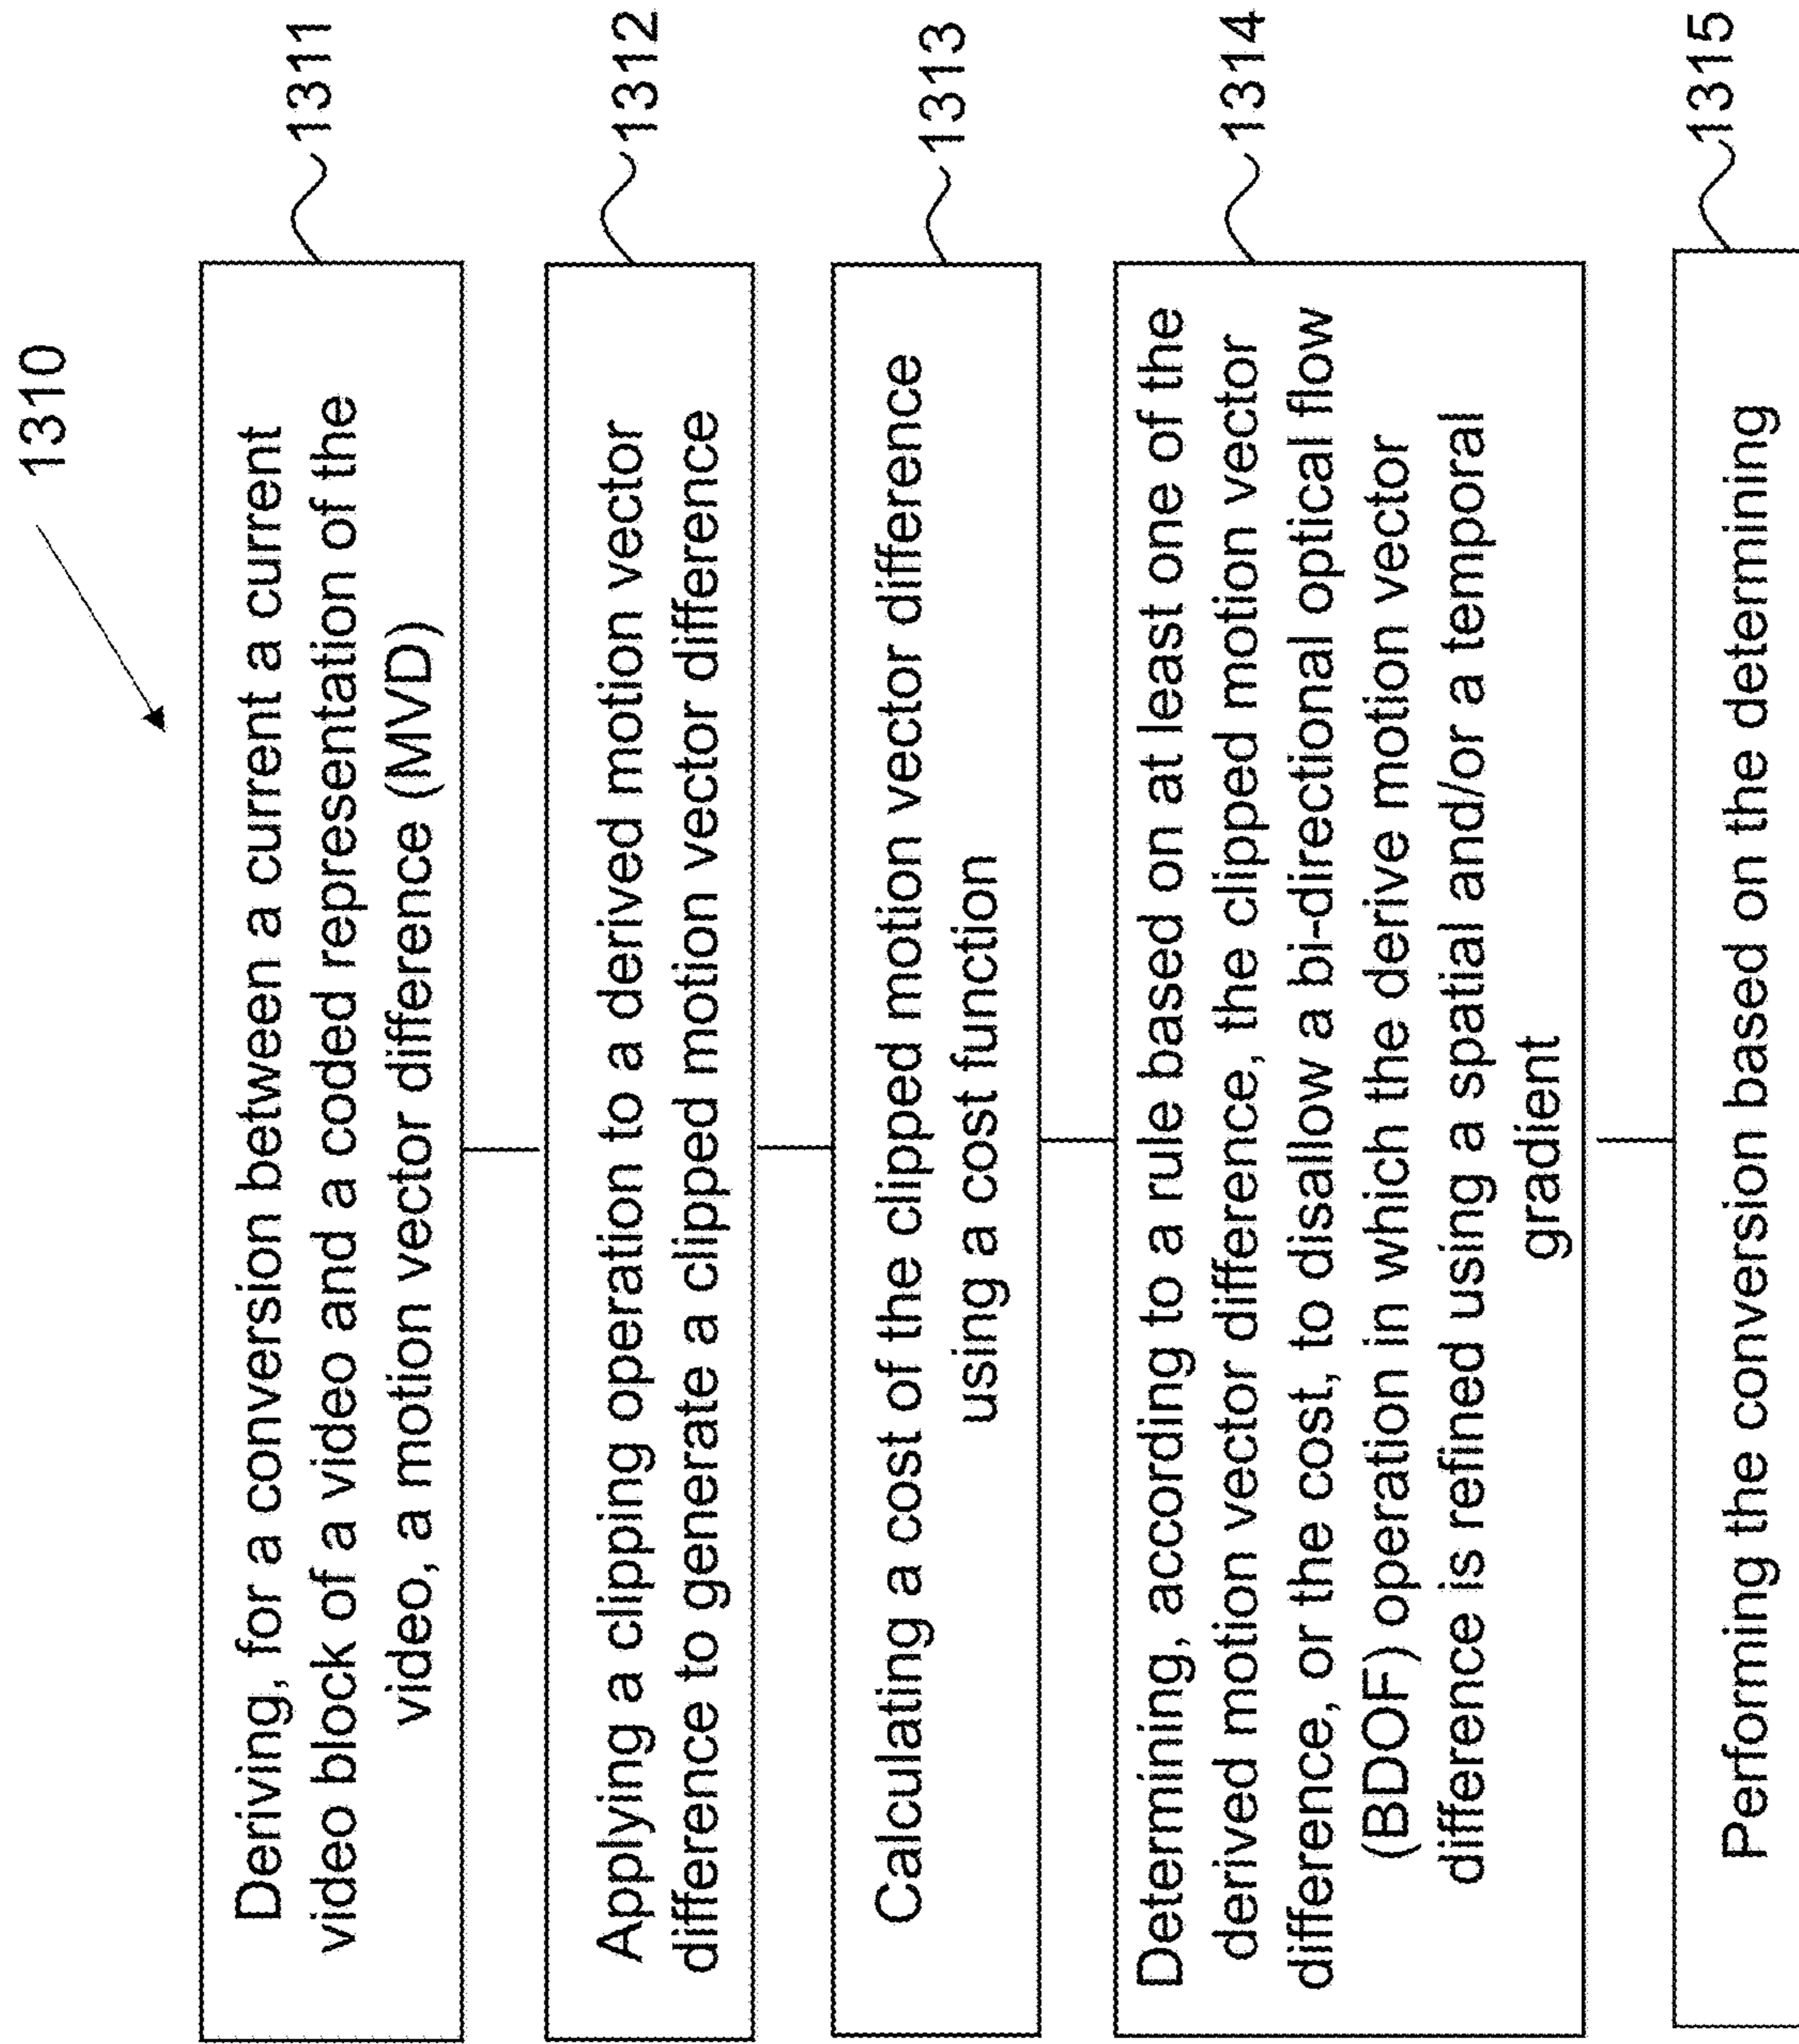 1310
Deriving, for a conversion between a current a current
video block of a video and a coded representation of the
video, a motion vector difference (MVD)
1311
Applying a clipping operation to a derived motion vector
difference to generate a clipped motion vector difference
1312
Calculating a cost of the clipped motion vector difference
using a cost function
1313
Determining, according to a rule based on at least one of the
derived motion vector difference, the clipped motion vector
difference, or the cost, to disallow a bi-directional optical flow
(BDOF) operation in which the derive motion vector
difference is refined using a spatial and/or a temporal
gradient
1314
Performing the conversion based on the determining
1315